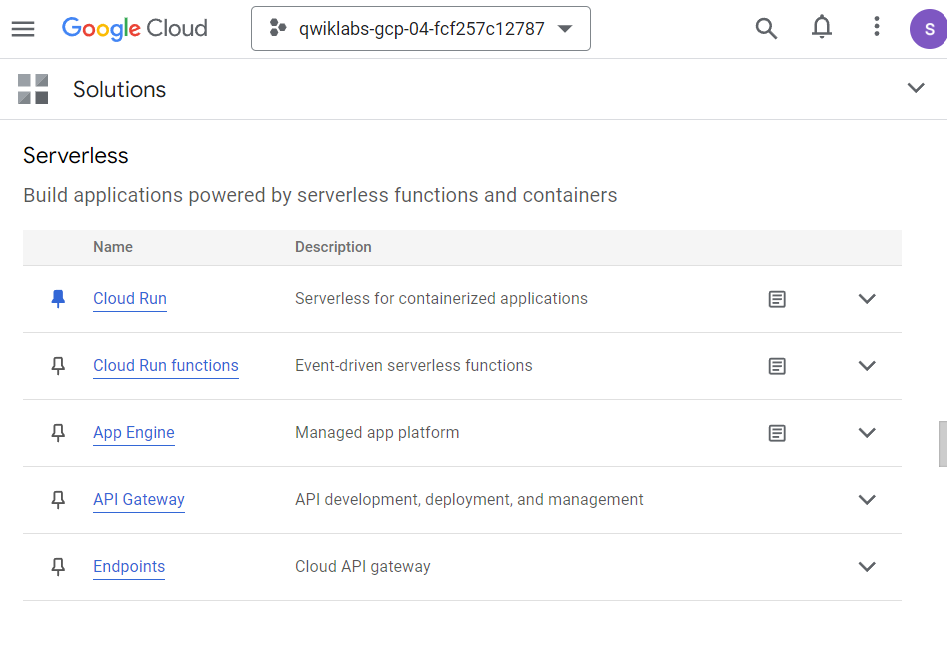 Google Cloud
qwiklabs-gcp-04-fcf257c12787
S
Solutions
Serverless
Build applications powered by serverless functions and containers
Name Description
Cloud Run Serverless for containerized applications
Cloud Run functions Event-driven serverless functions
App Engine Managed app platform
API Gateway API development, deployment, and management
Endpoints Cloud API gateway